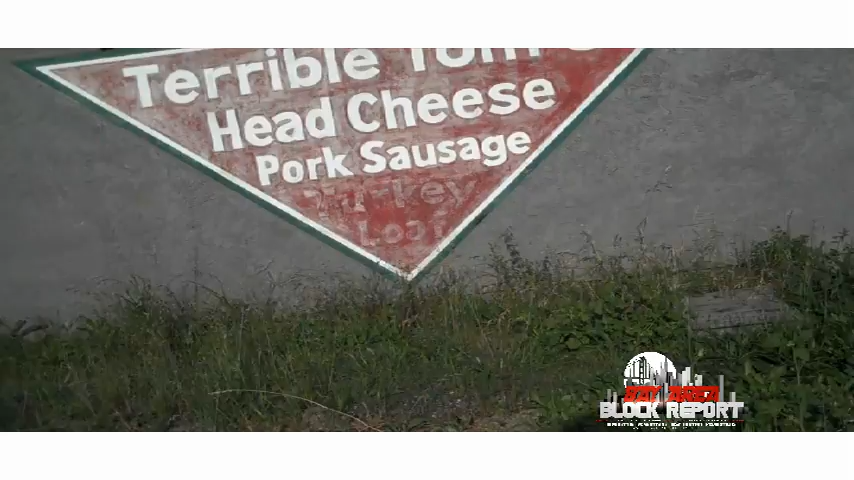 Terrible Tom's
Head Cheese
Pork Sausage
Turkey
Loaf
BAY AREA
BLOCK REPORT